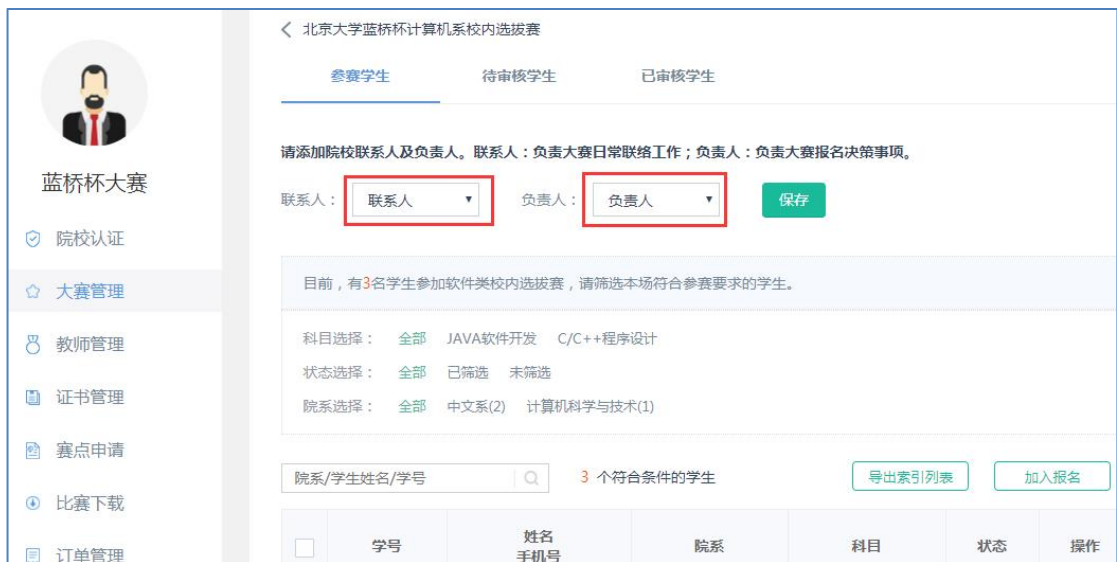 北京大学蓝桥杯计算机系校内选拔赛
参赛学生 待审核学生 已审核学生
请添加院校联系人及负责人。联系人：负责大赛日常联络工作；负责人：负责大赛报名决策事项。
联系人： 联系人 负责人： 负责人 保存
蓝桥杯大赛
院校认证
大赛管理
教师管理
证书管理
赛点申请
比赛下载
订单管理
目前，有3名学生参加软件类校内选拔赛，请筛选本场符合参赛要求的学生。
科目选择： 全部 JAVA软件开发 C/C++程序设计
状态选择： 全部 已筛选 未筛选
院系选择： 全部 中文系(2) 计算机科学与技术(1)
院系/学生姓名/学号 3 个符合条件的学生 导出索引列表 加入报名
学号 姓名 院系 科目 状态 操作
手机号